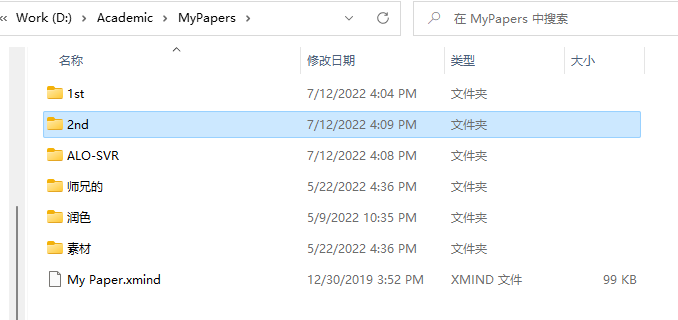 Work (D:) Academic MyPapers 在 MyPapers 中搜索
名称 修改日期 类型 大小
1st 7/12/2022 4:04 PM 文件夹
2nd 7/12/2022 4:09 PM 文件夹
ALO-SVR 7/12/2022 4:08 PM 文件夹
师兄的 5/22/2022 4:36 PM 文件夹
润色 5/9/2022 10:35 PM 文件夹
素材 5/22/2022 4:36 PM 文件夹
My Paper.xmind 12/30/2019 3:52 PM XMIND 文件 99 KB